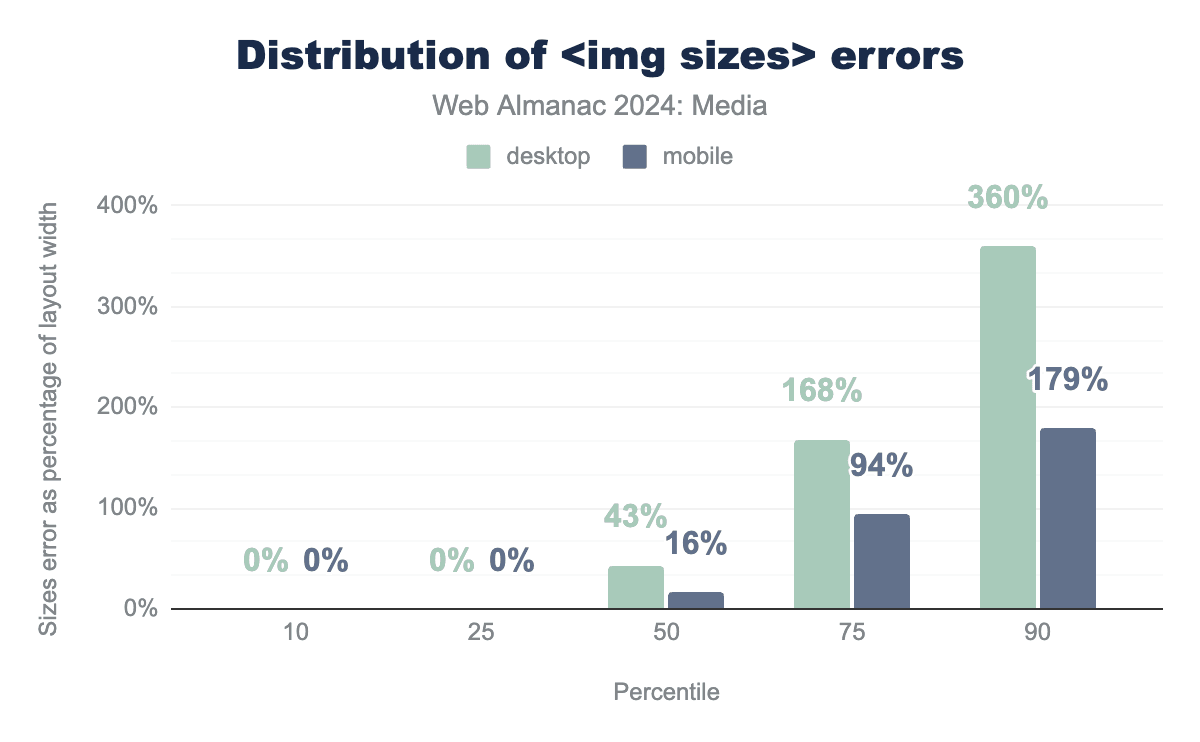 Distribution of <img sizes> errors
Web Almanac 2024: Media
desktop mobile
Sizes error as percentage of layout width
400%
300%
200%
100%
0%
0% 0%
0% 0%
43% 16%
168% 94%
360% 179%
10 25 50 75 90
Percentile